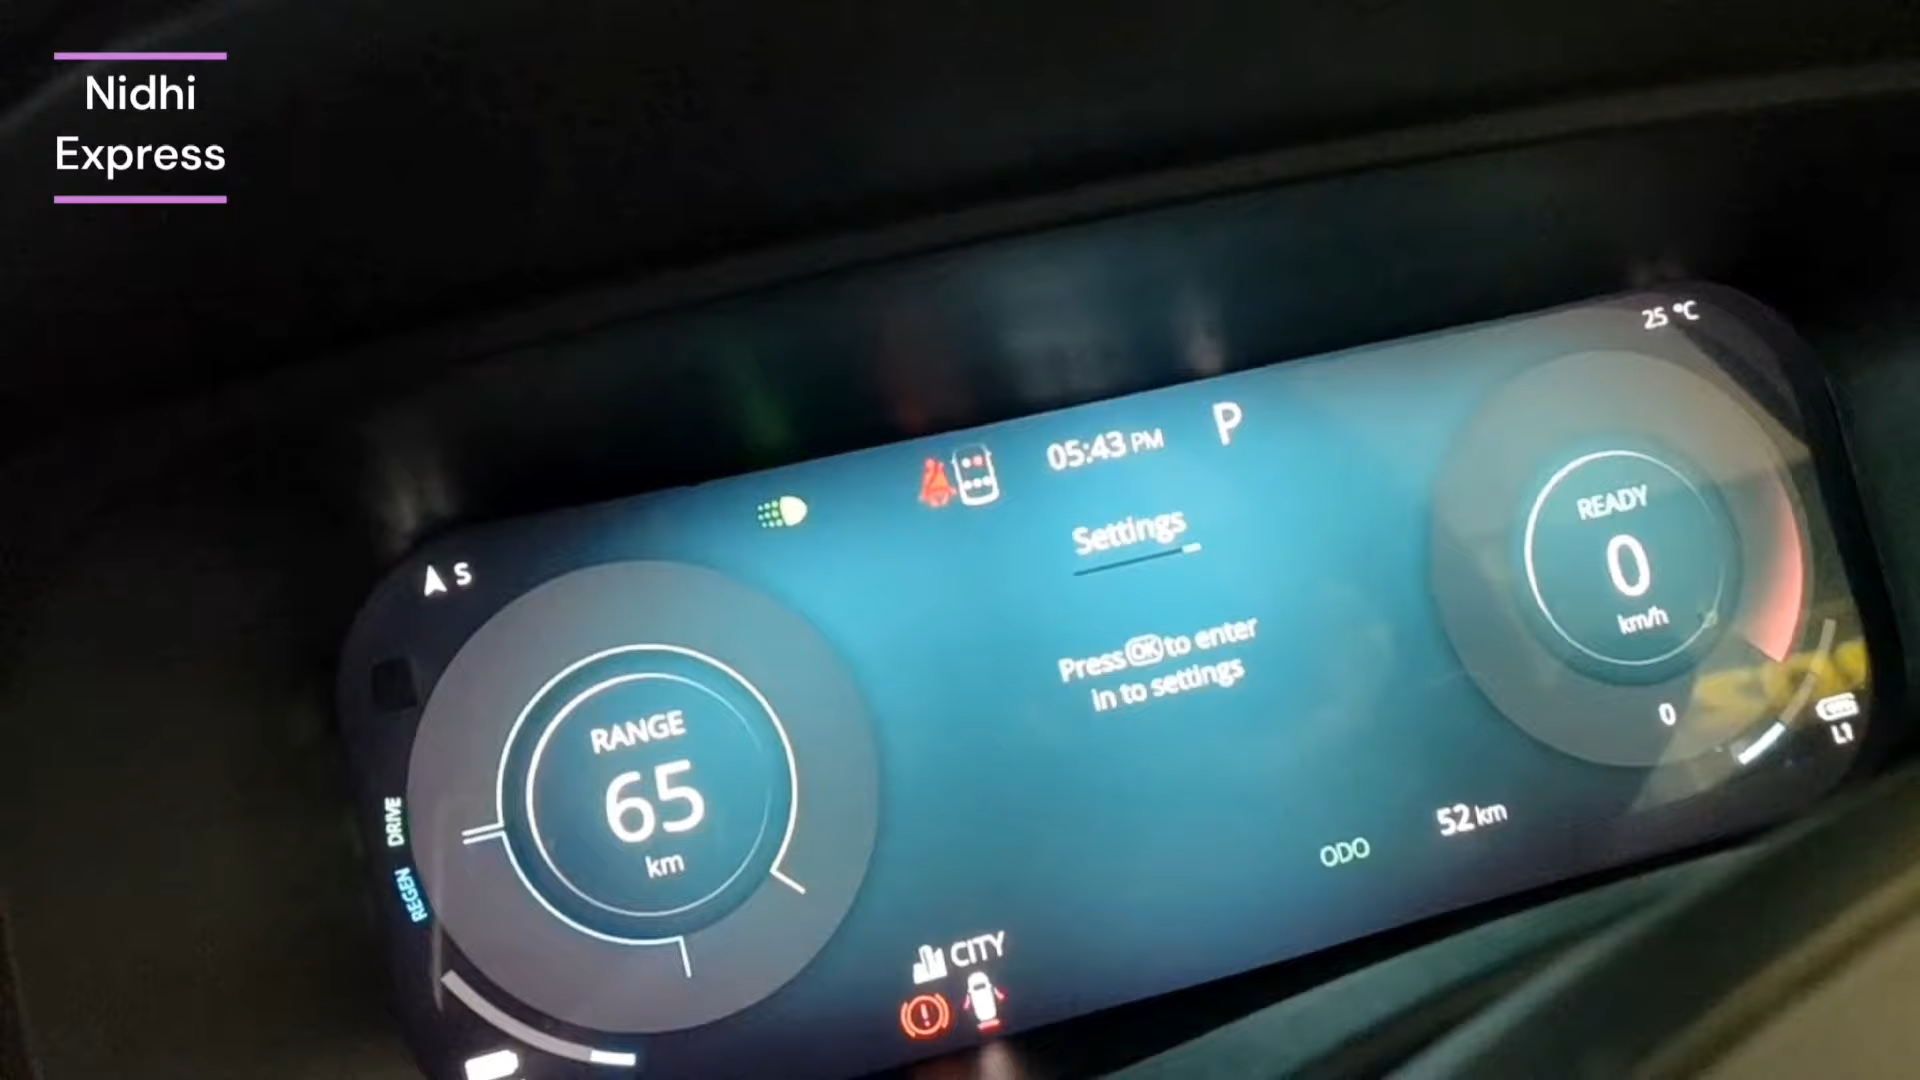 Nidhi
Express
25 °C
05:43 PM
P
S
Settings
READY
0
km/h
Press OK to enter
in to settings
RANGE
65
km
0
L1
DRIVE
REGEN
ODO
52 km
CITY